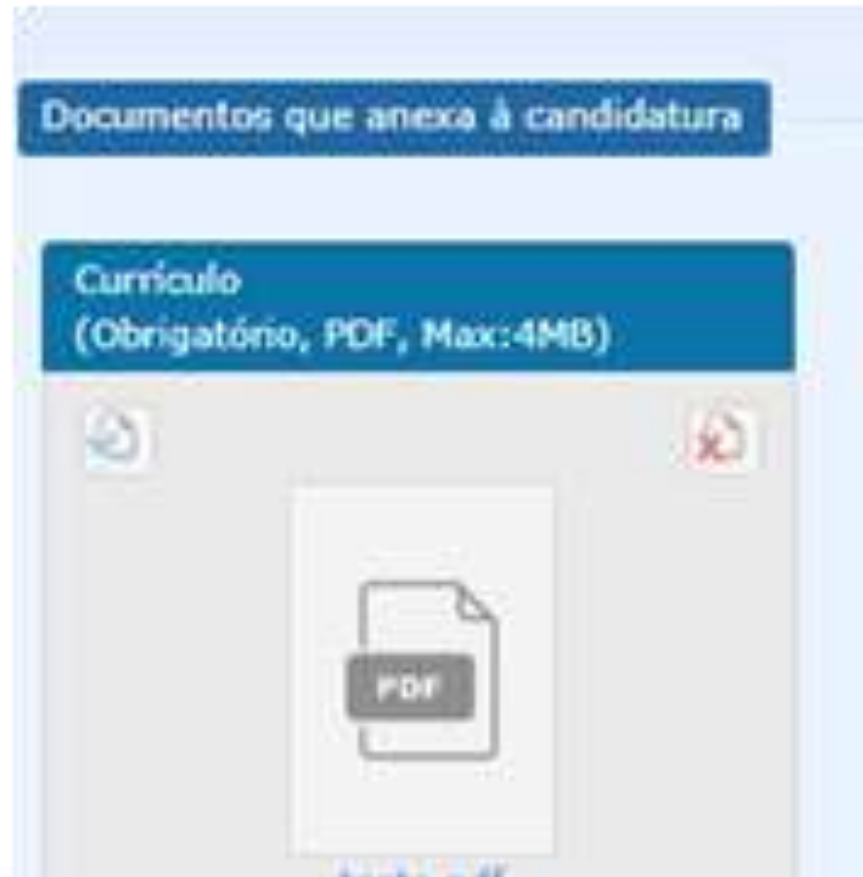 Documentos que anexa à candidatura
Currículo
(Obrigatório, PDF, Max:4MB)
PDF